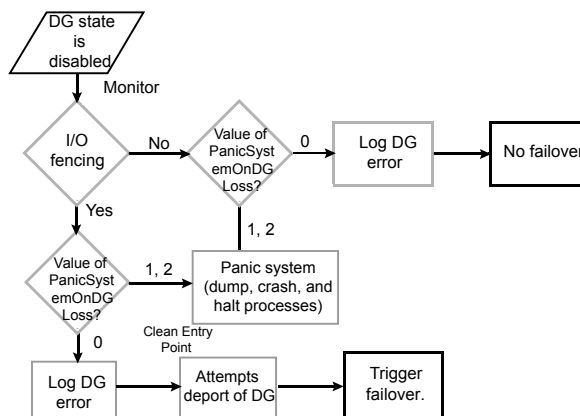 DG state
is
disabled
Monitor
I/O
fencing
No
Value of
PanicSyst
emOnDG
Loss?
0
Log DG
error
No failover
Yes
1, 2
Value of
PanicSyst
emOnDG
Loss?
1, 2
Panic system
(dump, crash, and
halt processes)
0
Clean Entry
Point
Log DG
error
Attempts
deport of DG
Trigger
failover.